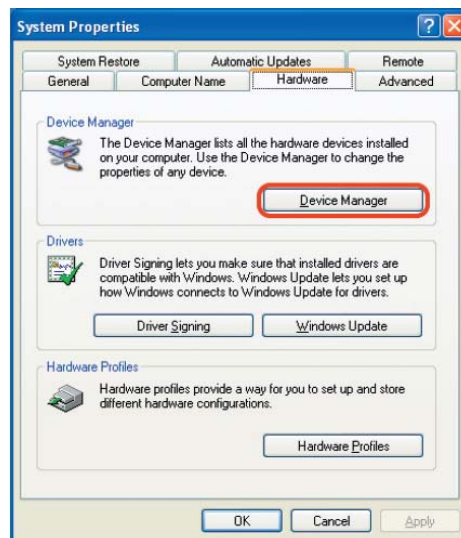 System Properties
System Restore Automatic Updates Remote
General Computer Name Hardware Advanced
Device Manager
The Device Manager lists all the hardware devices installed
on your computer. Use the Device Manager to change the
properties of any device.
Device Manager
Drivers
Driver Signing lets you make sure that installed drivers are
compatible with Windows. Windows Update lets you set up
how Windows connects to Windows Update for drivers.
Driver Signing Windows Update
Hardware Profiles
Hardware profiles provide a way for you to set up and store
different hardware configurations.
Hardware Profiles
OK Cancel Apply